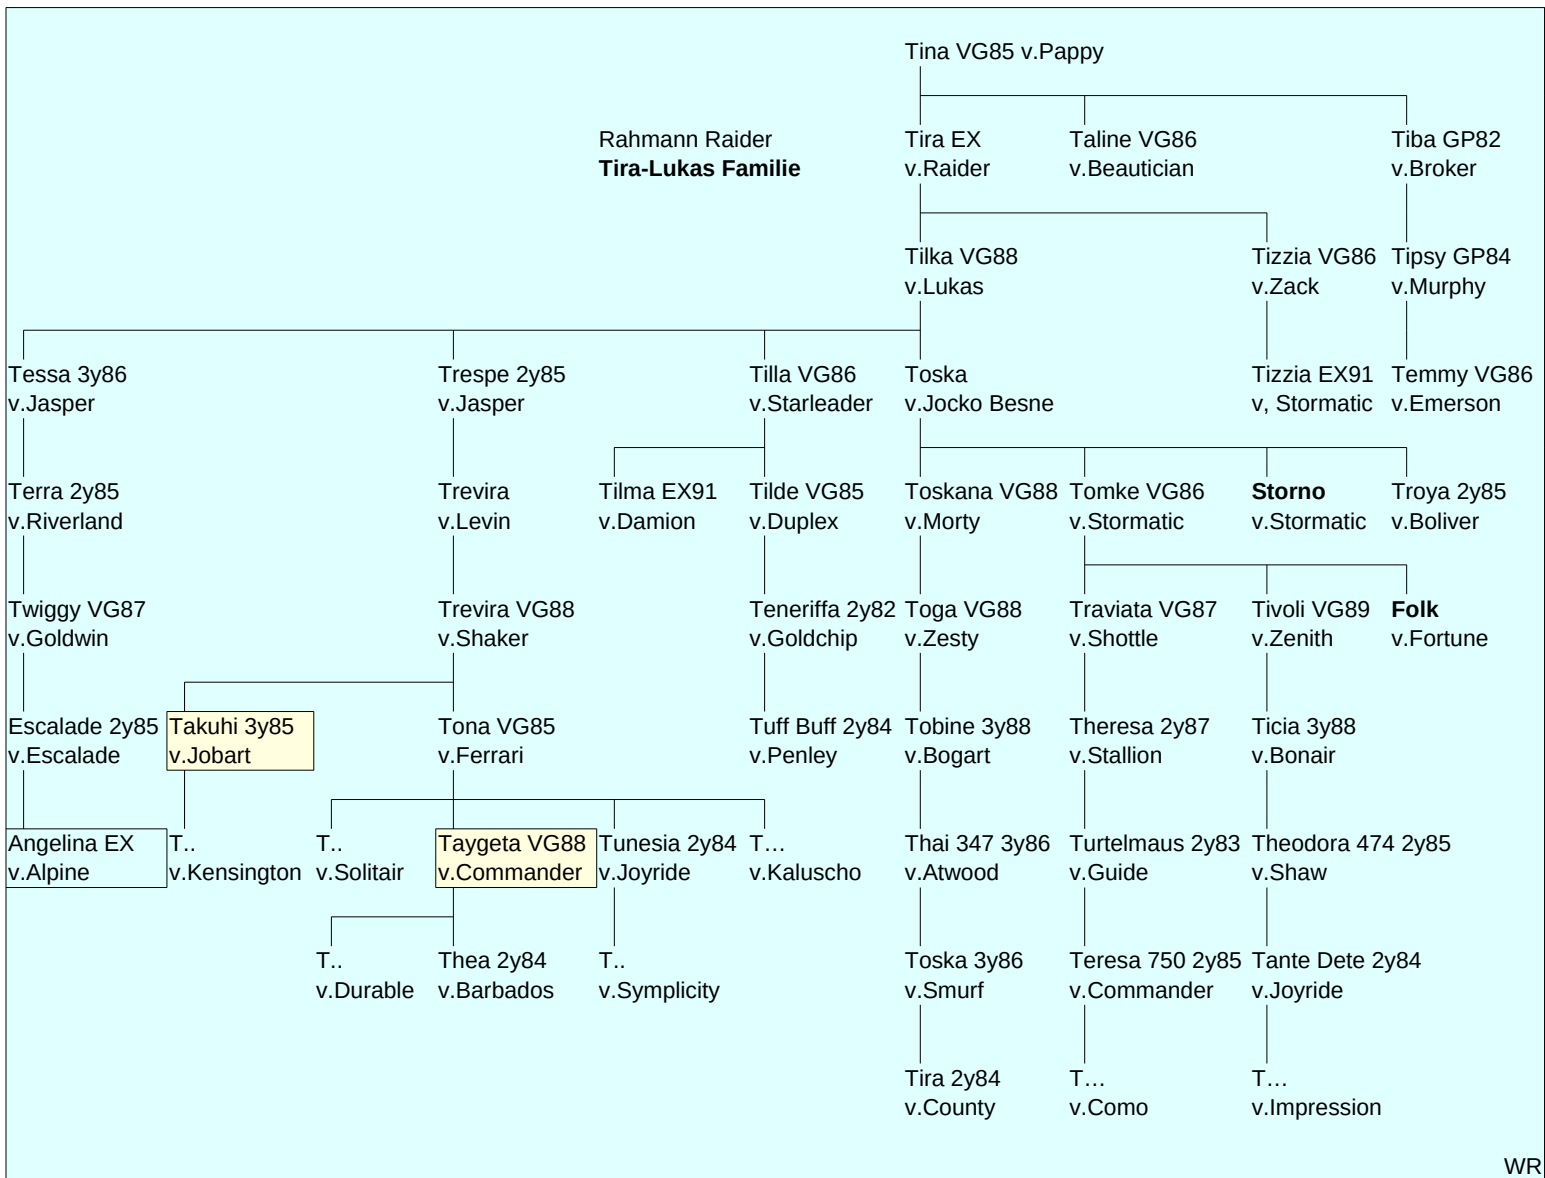 Tina VG85 v.Pappy
Rahmann Raider
Tira-Lukas Familie
Tira EX
v.Raider
Taline VG86
v.Beautician
Tiba GP82
v.Broker
Tilka VG88
v.Lukas
Tizzia VG86
v.Zack
Tipsy GP84
v.Murphy
Tessa 3y86
v.Jasper
Trespe 2y85
v.Jasper
Tilla VG86
v.Starleader
Toska
v.Jocko Besne
Tizzia EX91
v, Stormatic
Temmy VG86
v.Emerson
Terra 2y85
v.Riverland
Trevira
v.Levin
Tilma EX91
v.Damion
Tilde VG85
v.Duplex
Toskana VG88
v.Morty
Tomke VG86
v.Stormatic
Storno
v.Stormatic
Troya 2y85
v.Boliver
Twiggy VG87
v.Goldwin
Trevira VG88
v.Shaker
Teneriffa 2y82
v.Goldchip
Toga VG88
v.Zesty
Traviata VG87
v.Shottle
Tivoli VG89
v.Zenith
Folk
v.Fortune
Escalade 2y85
v.Escalade
Takuhi 3y85
v.Jobart
Tona VG85
v.Ferrari
Tuff Buff 2y84
v.Penley
Tobine 3y88
v.Bogart
Theresa 2y87
v.Stallion
Ticia 3y88
v.Bonair
Angelina EX
v.Alpine
T..
v.Kensington
T..
v.Solitair
Taygeta VG88
v.Commander
Tunesia 2y84
v.Joyride
T…
v.Kaluscho
Thai 347 3y86
v.Atwood
Turtelmaus 2y83
v.Guide
Theodora 474 2y85
v.Shaw
T..
v.Durable
Thea 2y84
v.Barbados
T..
v.Symplicity
Toska 3y86
v.Smurf
Teresa 750 2y85
v.Commander
Tante Dete 2y84
v.Joyride
Tira 2y84
v.County
T…
v.Como
T…
v.Impression
WR